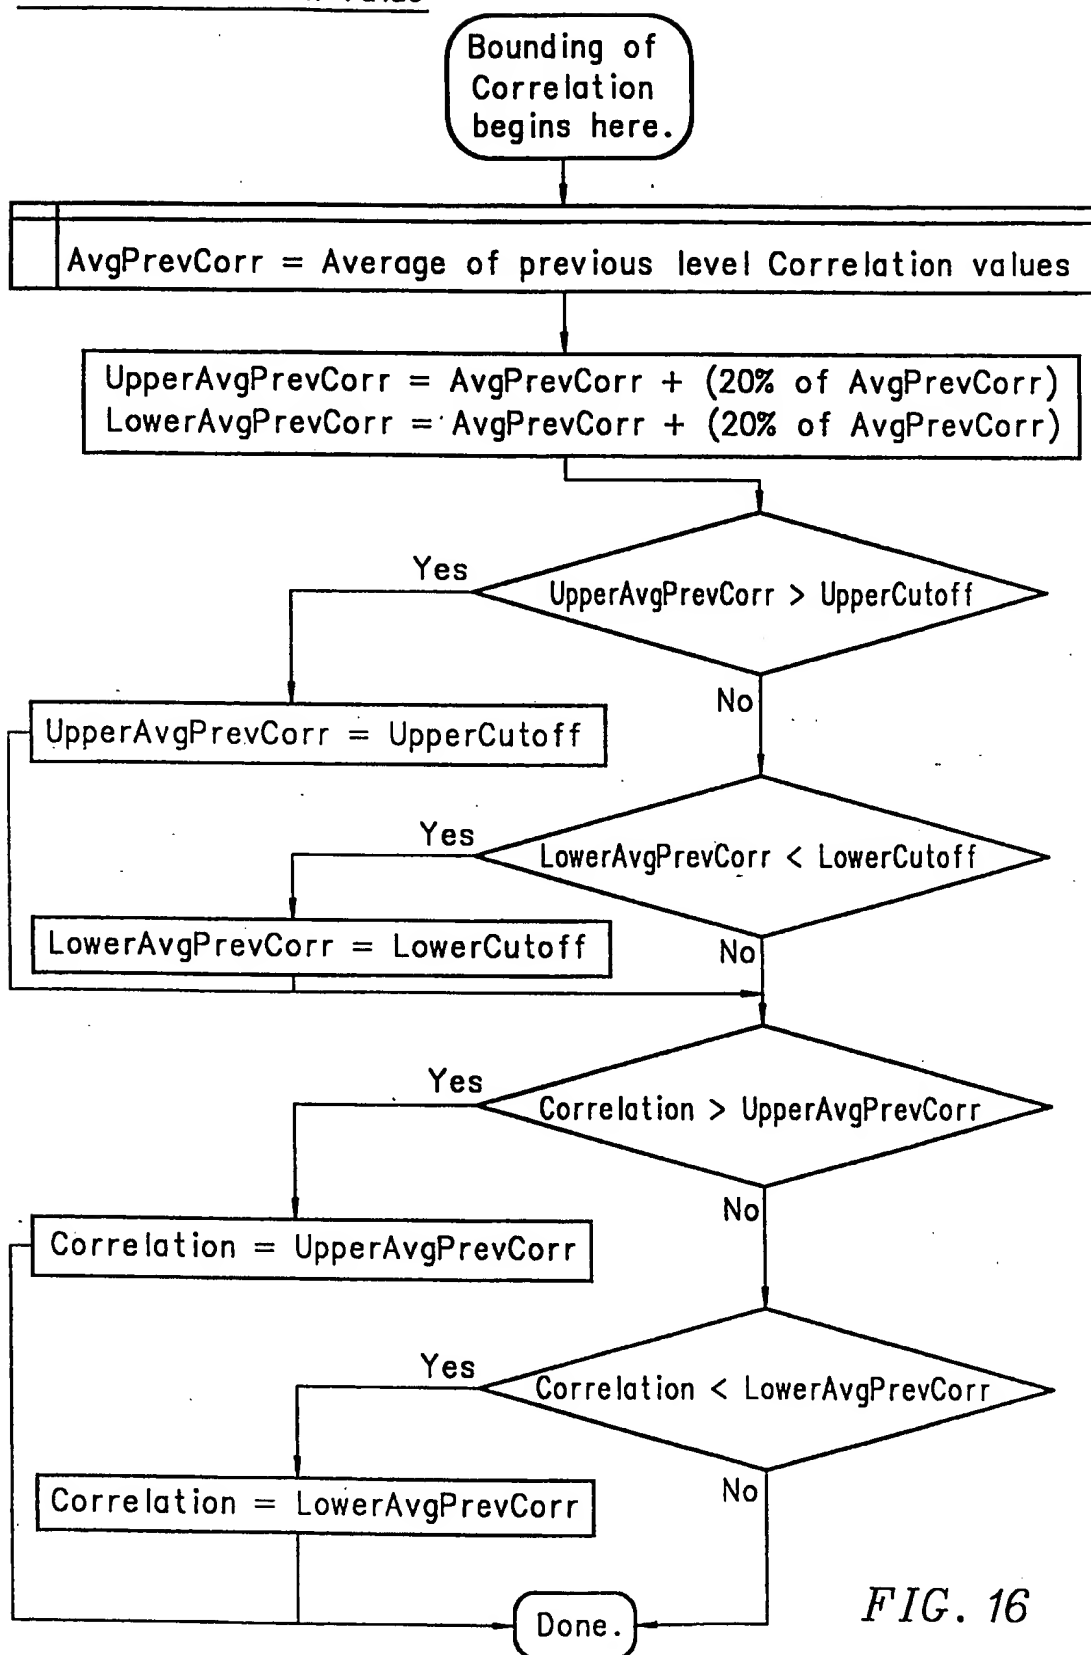 Value
Bounding of
Correlation
begins here.
AvgPrevCorr = Average of previous level Correlation values
UpperAvgPrevCorr = AvgPrevCorr + (20% of AvgPrevCorr)
LowerAvgPrevCorr = AvgPrevCorr + (20% of AvgPrevCorr)
Yes
UpperAvgPrevCorr > UpperCutoff
No
UpperAvgPrevCorr = UpperCutoff
Yes
LowerAvgPrevCorr < LowerCutoff
LowerAvgPrevCorr = LowerCutoff
No
Yes
Correlation > UpperAvgPrevCorr
No
Correlation = UpperAvgPrevCorr
Yes
Correlation < LowerAvgPrevCorr
No
Correlation = LowerAvgPrevCorr
Done.
FIG. 16